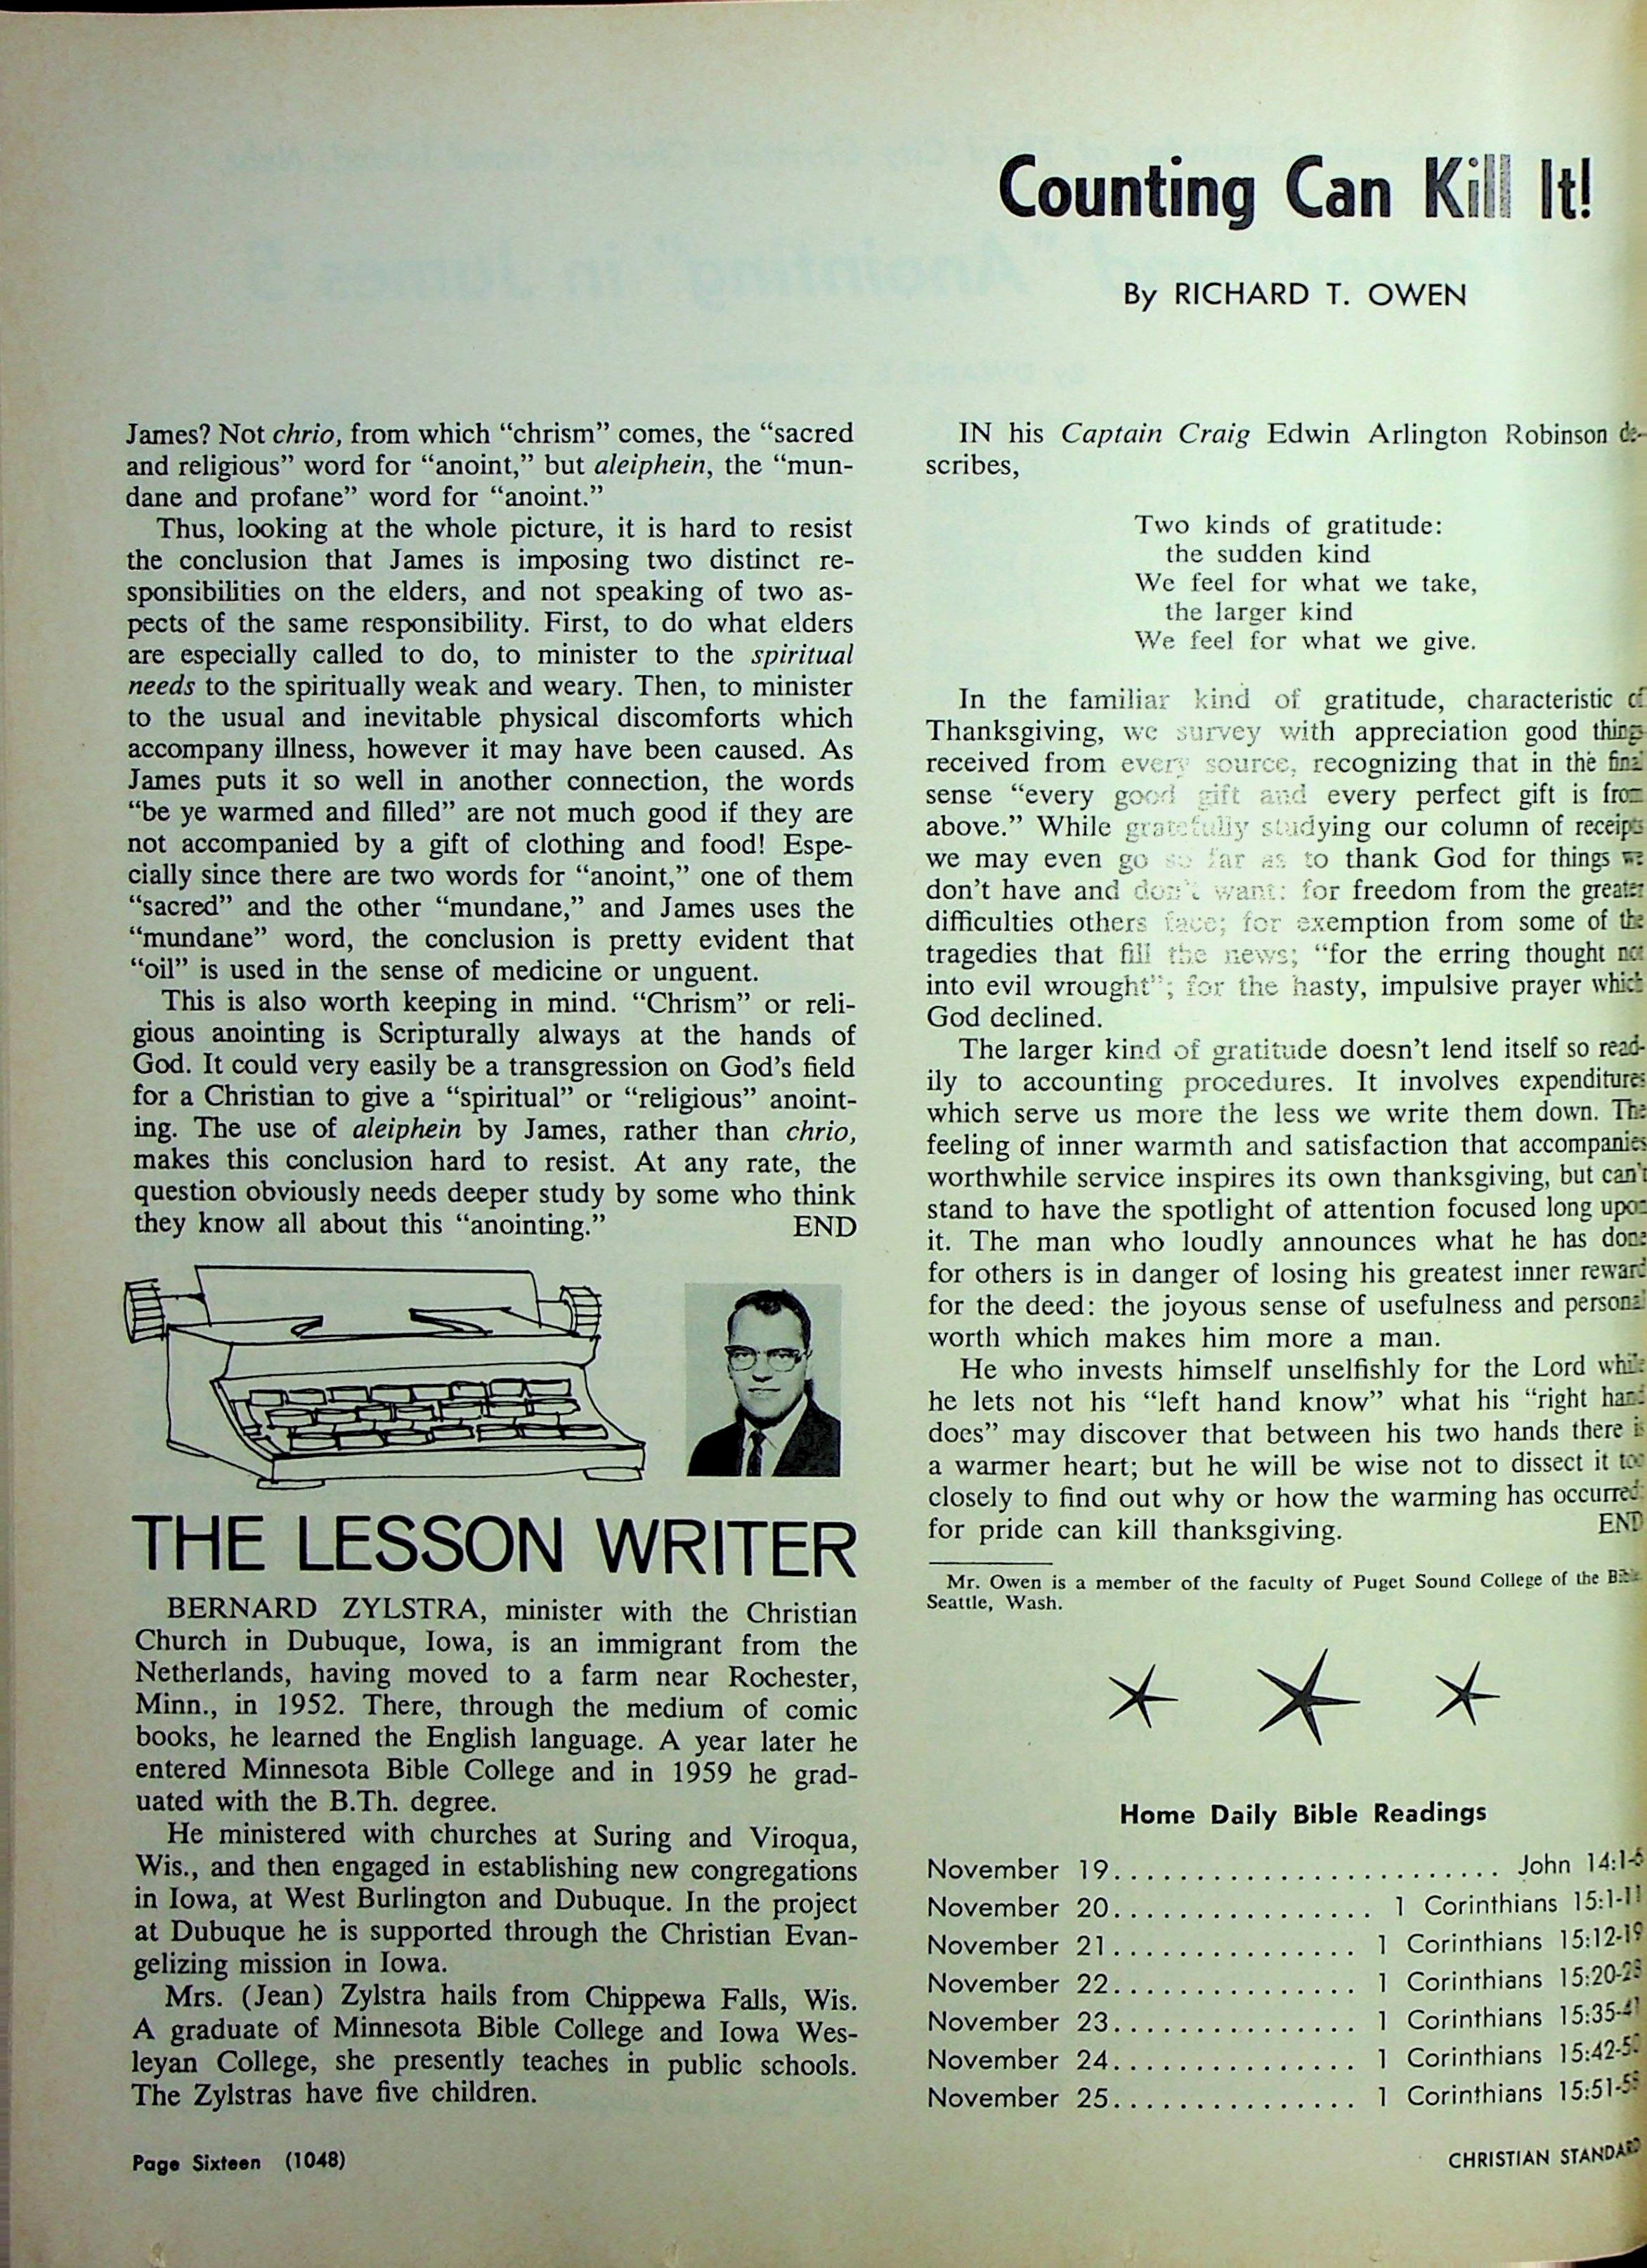 James? Not chrio, from which “chrism” comes, the “sacred
and religious” word for “anoint,” but aleiphein, the “mun-
dane and profane” word for “anoint.”
Thus, looking at the whole picture, it is hard to resist
the conclusion that James is imposing two distinct re-
sponsibilities on the elders, and not speaking of two as-
pects of the same responsibility. First, to do what elders
are especially called to do, to minister to the spiritual
needs to the spiritually weak and weary. Then, to minister
to the usual and inevitable physical discomforts which
accompany illness, however it may have been caused. As
James puts it so well in another connection, the words
“be ye warmed and filled” are not much good if they are
not accompanied by a gift of clothing and food! Espe-
cially since there are two words for “anoint,” one of them
“sacred” and the other “mundane,” and James uses the
“mundane” word, the conclusion is pretty evident that
“oil” is used in the sense of medicine or unguent.
This is also worth keeping in mind. “Chrism” or reli-
gious anointing is Scripturally always at the hands of
God. It could very easily be a transgression on God’s field
for a Christian to give a “spiritual” or “religious” anoint-
ing. The use of aleiphein by James, rather than chrio,
makes this conclusion hard to resist. At any rate, the
question obviously needs deeper study by some who think
they know all about this “anointing.” END
THE LESSON WRITER
BERNARD ZYLSTRA, minister with the Christian
Church in Dubuque, Iowa, is an immigrant from the
Netherlands, having moved to a farm near Rochester,
Minn., in 1952. There, through the medium of comic
books, he learned the English language. A year later he
entered Minnesota Bible College and in 1959 he grad-
uated with the B.Th. degree.
He ministered with churches at Suring and Viroqua,
Wis., and then engaged in establishing new congregations
in Iowa, at West Burlington and Dubuque. In the project
at Dubuque he is supported through the Christian Evan-
gelizing mission in Iowa.
Mrs. (Jean) Zylstra hails from Chippewa Falls, Wis.
A graduate of Minnesota Bible College and Iowa Wes-
leyan College, she presently teaches in public schools.
The Zylstras have five children.
Counting Can Kill It!
By RICHARD T. OWEN
IN his Captain Craig Edwin Arlington Robinson de-
scribes,
Two kinds of gratitude:
the sudden kind
We feel for what we take,
the larger kind
We feel for what we give.
In the familiar kind of gratitude, characteristic of
Thanksgiving, we survey with appreciation good things
received from every source, recognizing that in the final
sense “every good gift and every perfect gift is from
above.” While gratefully studying our column of receipts
we may even go so far as to thank God for things we
don’t have and don’t want: for freedom from the greater
difficulties others face; for exemption from some of the
tragedies that fill the news; “for the erring thought not
into evil wrought”; for the hasty, impulsive prayer which
God declined.
The larger kind of gratitude doesn’t lend itself so read-
ily to accounting procedures. It involves expenditures
which serve us more the less we write them down. The
feeling of inner warmth and satisfaction that accompanies
worthwhile service inspires its own thanksgiving, but can’t
stand to have the spotlight of attention focused long upon
it. The man who loudly announces what he has done
for others is in danger of losing his greatest inner reward
for the deed: the joyous sense of usefulness and personal
worth which makes him more a man.
He who invests himself unselfishly for the Lord while
he lets not his “left hand know” what his “right hand
does” may discover that between his two hands there is
a warmer heart; but he will be wise not to dissect it too
closely to find out why or how the warming has occurred
for pride can kill thanksgiving. END
Mr. Owen is a member of the faculty of Puget Sound College of the Bible
Seattle, Wash.
Home Daily Bible Readings
November 19........................ John 14:1-6
November 20................ 1 Corinthians 15:1-11
November 21............... 1 Corinthians 15:12-19
November 22............... 1 Corinthians 15:20-28
November 23............... 1 Corinthians 15:35-41
November 24............... 1 Corinthians
November 25............... 1 Corinthians
Page Sixteen (1048)
CHRISTIAN STANDARD